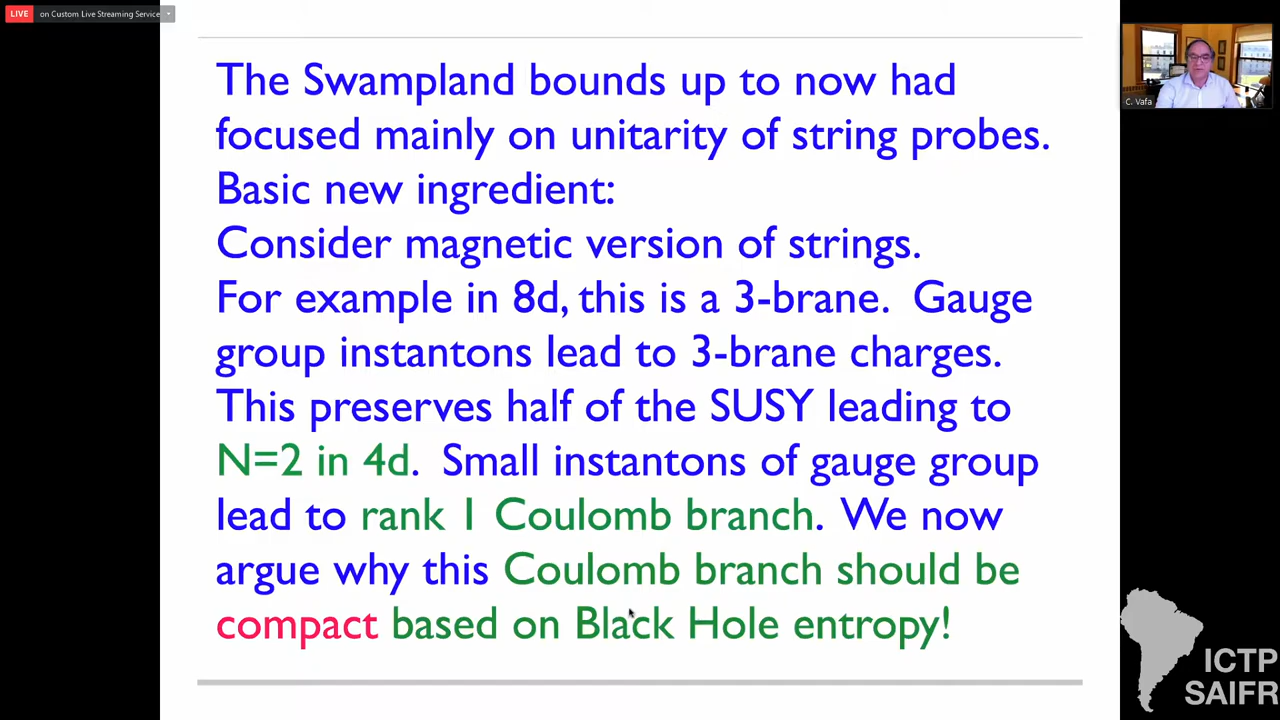 LIVE on Custom Live Streaming Service
The Swampland bounds up to now had
focused mainly on unitarity of string probes.
Basic new ingredient:
Consider magnetic version of strings.
For example in 8d, this is a 3-brane.  Gauge
group instantons lead to 3-brane charges.
This preserves half of the SUSY leading to
N=2 in 4d.  Small instantons of gauge group
lead to rank 1 Coulomb branch.  We now
argue why this Coulomb branch should be
compact based on Black Hole entropy!
C. Vafa
ICTP
SAIFR